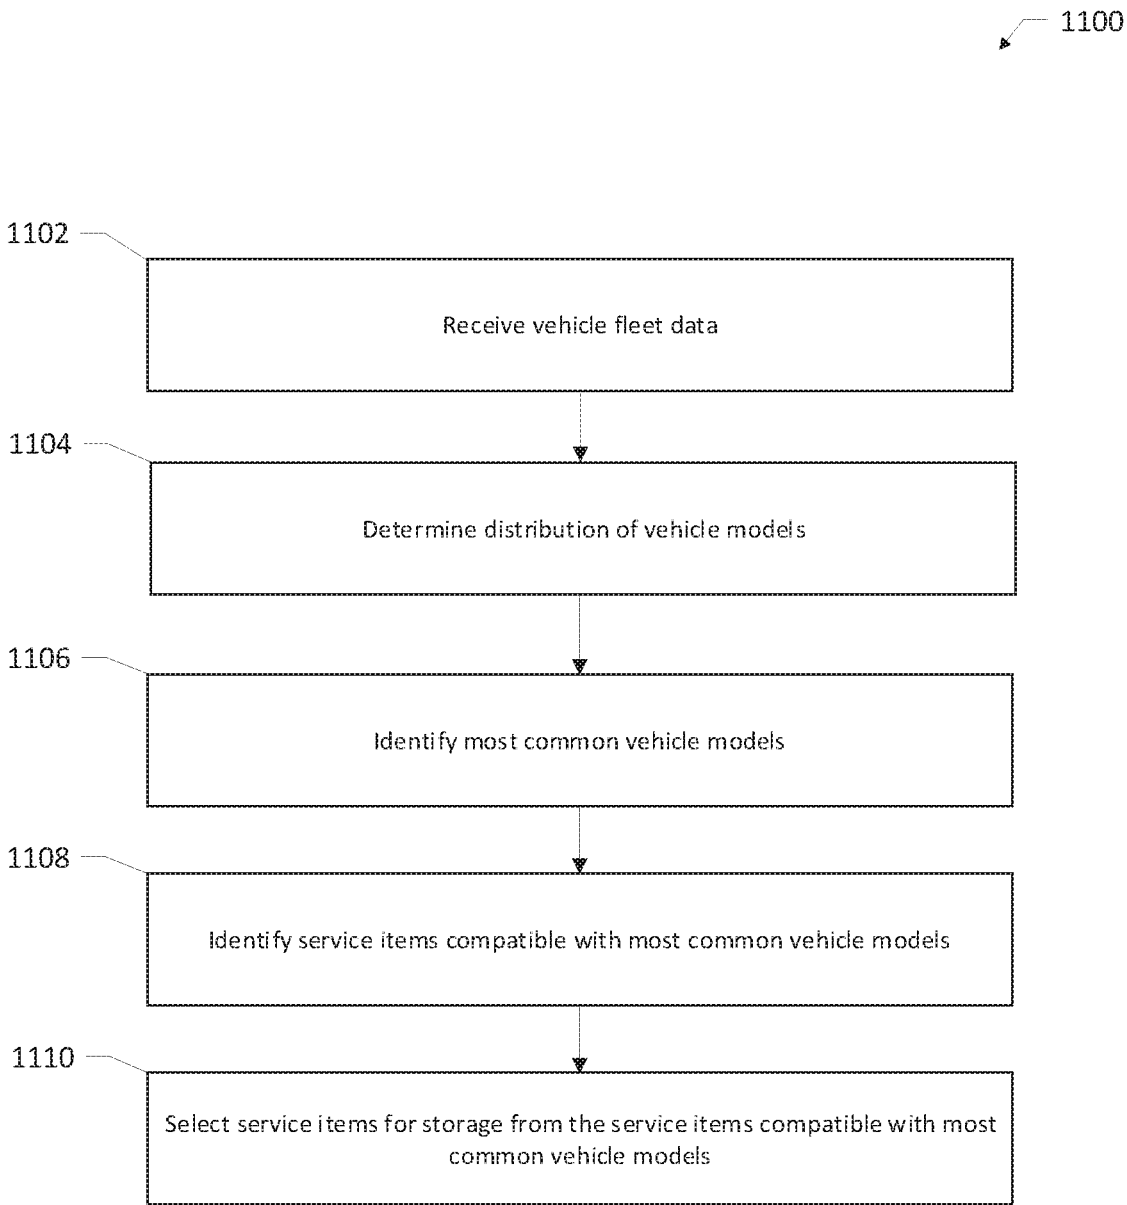 1100
1102
Receive vehicle fleet data
1104
Determine distribution of vehicle models
1106
Identify most common vehicle models
1108
Identify service items compatible with most common vehicle models
1110
Select service items for storage from the service items compatible with most
common vehicle models